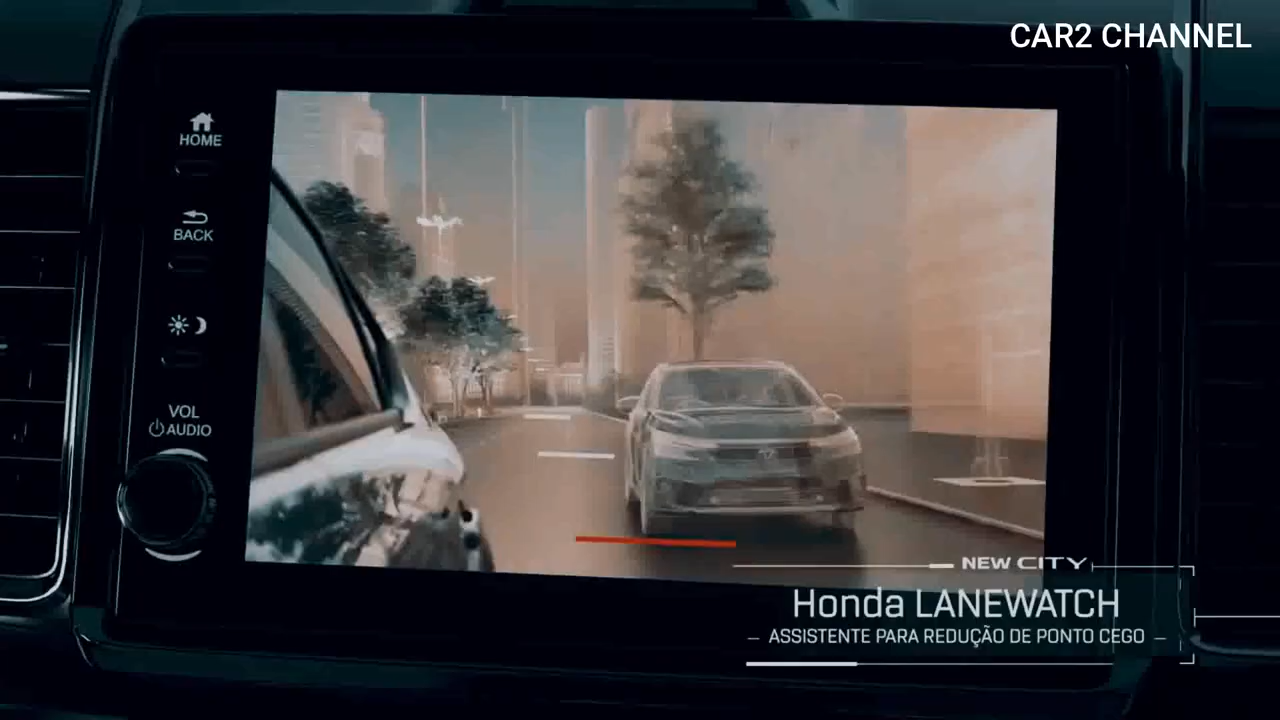 CAR2 CHANNEL
HOME
BACK
VOL
AUDIO
NEW CITY
Honda LANEWATCH
ASSISTENTE PARA REDUÇÃO DE PONTO CEGO